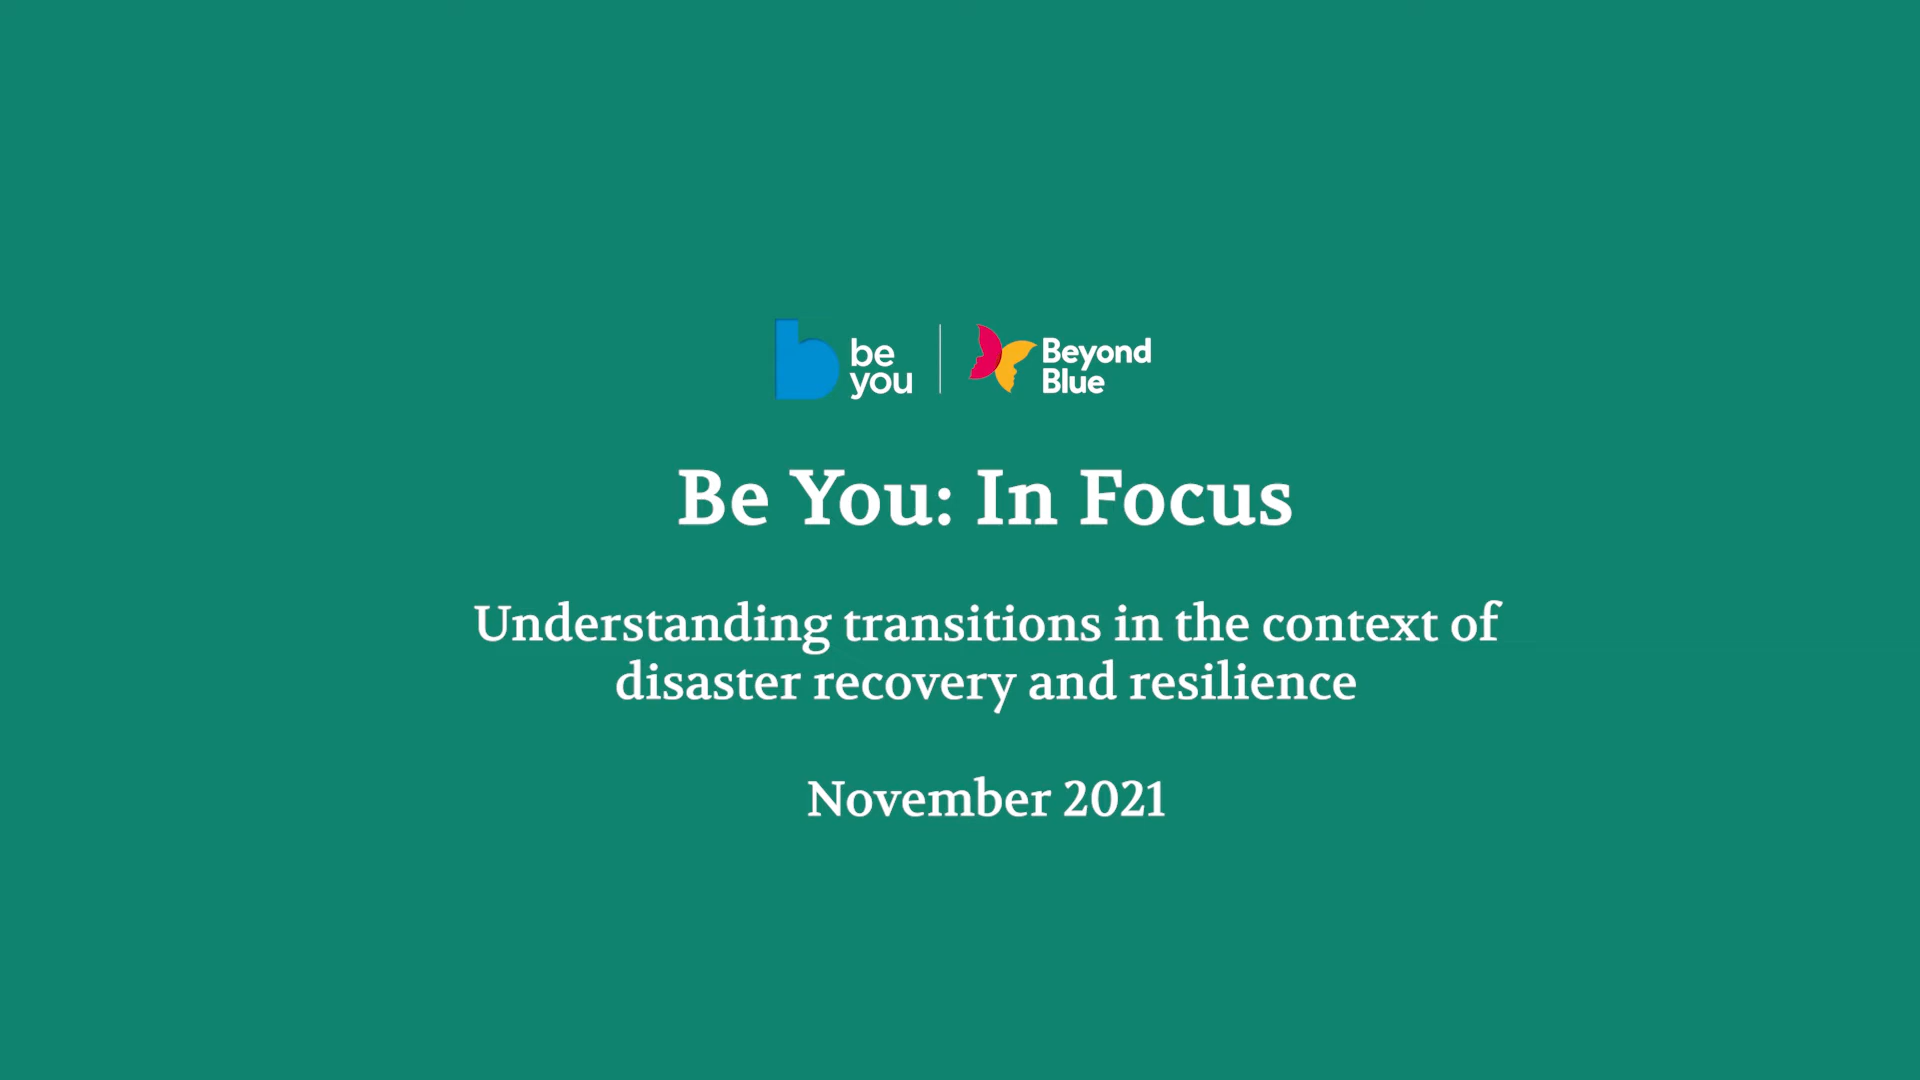 be
you
Beyond
Blue
Be You: In Focus
Understanding transitions in the context of
disaster recovery and resilience
November 2021